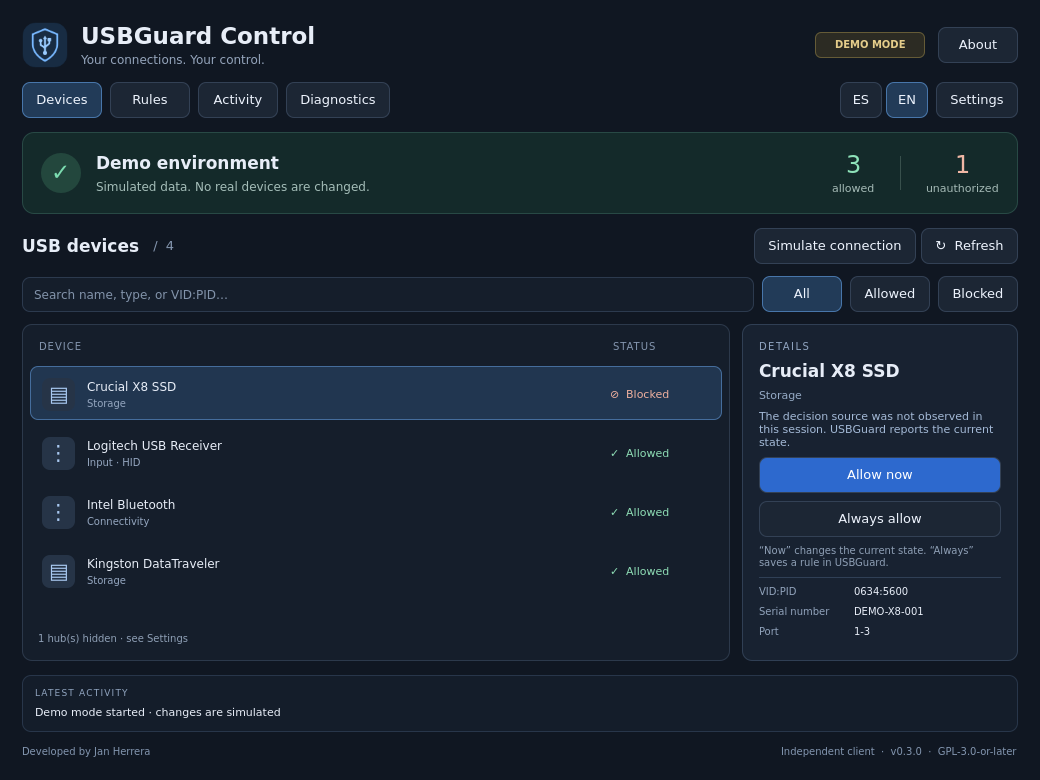 USBGuard Control
Your connections. Your control.
DEMO MODE
About
Devices
Rules
Activity
Diagnostics
ES
EN
Settings
Demo environment
Simulated data. No real devices are changed.
3
allowed
1
unauthorized
USB devices / 4
Simulate connection
↻ Refresh
Search name, type, or VID:PID...
All
Allowed
Blocked
DEVICE
STATUS
Crucial X8 SSD
Storage
Blocked
Logitech USB Receiver
Input · HID
✓ Allowed
Intel Bluetooth
Connectivity
✓ Allowed
Kingston DataTraveler
Storage
✓ Allowed
1 hub(s) hidden · see Settings
DETAILS
Crucial X8 SSD
Storage
The decision source was not observed in
this session. USBGuard reports the current
state.
Allow now
Always allow
“Now” changes the current state. “Always”
saves a rule in USBGuard.
VID:PID 0634:5600
Serial number DEMO-X8-001
Port 1-3
LATEST ACTIVITY
Demo mode started · changes are simulated
Developed by Jan Herrera
Independent client · v0.3.0 · GPL-3.0-or-later